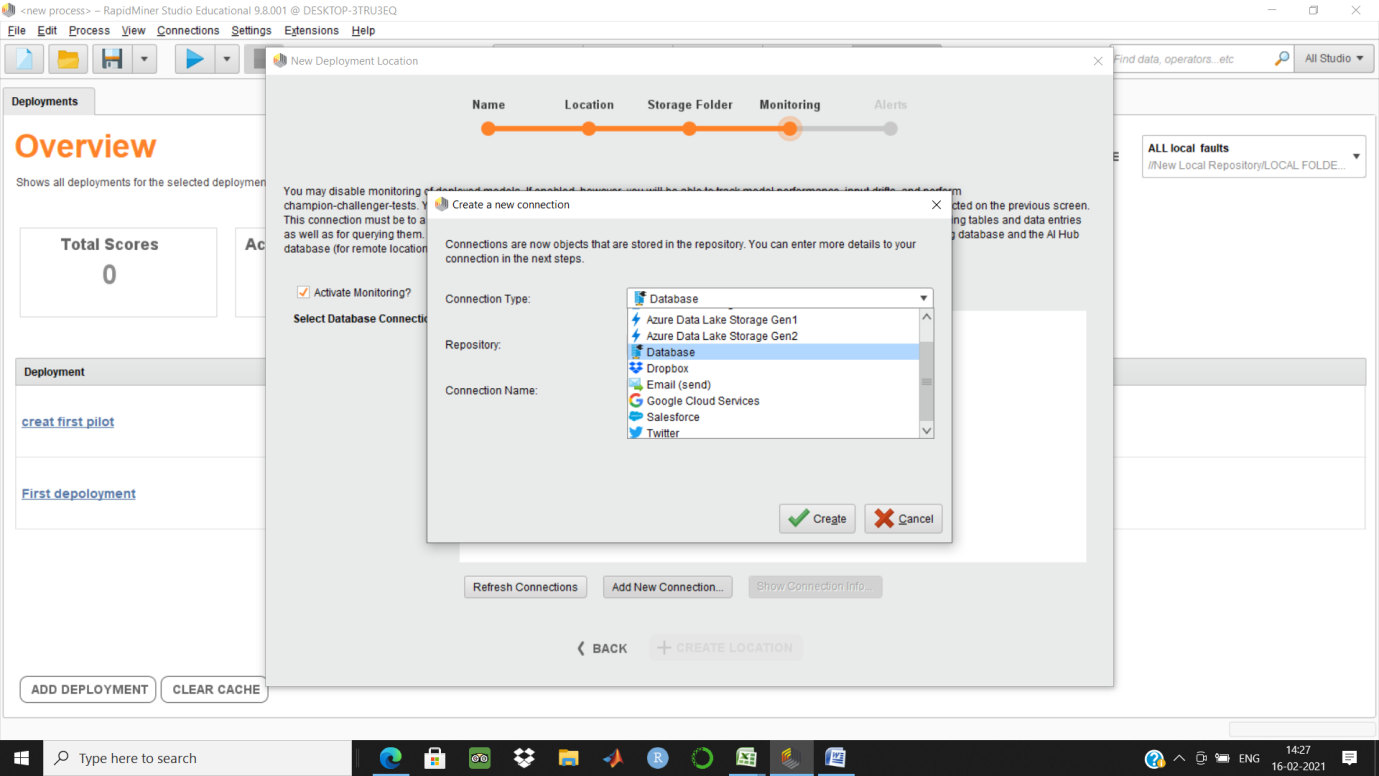 <new process> – RapidMiner Studio Educational 9.8.001 @ DESKTOP-3TRU3EQ
File Edit Process View Connections Settings Extensions Help
New Deployment Location
Find data, operators...etc
All Studio
Deployments
Name Location Storage Folder Monitoring Alerts
Overview
ALL local faults
//New Local Repository/LOCAL FOLDE...
Shows all deployments for the selected deploymen
You may disable monitoring of deployed models. If enabled, however, you will be able to track model performance, input drifts, and perform
champion-challenger-tests. Y cted on the previous screen.
This connection must be to a ng tables and data entries
as well as for querying them. g database and the AI Hub
database (for remote location
Total Scores
0
Ac
Activate Monitoring?
Select Database Connectio
Create a new connection
Connections are now objects that are stored in the repository. You can enter more details to your
connection in the next steps.
Connection Type: Database
Azure Data Lake Storage Gen1
Azure Data Lake Storage Gen2
Database
Dropbox
Email (send)
Google Cloud Services
Salesforce
Twitter
Repository:
Connection Name:
Create Cancel
Deployment
creat first pilot
First depoloyment
Refresh Connections Add New Connection... Show Connection Info...
BACK CREATE LOCATION
ADD DEPLOYMENT CLEAR CACHE
Type here to search
ENG
14:27
16-02-2021